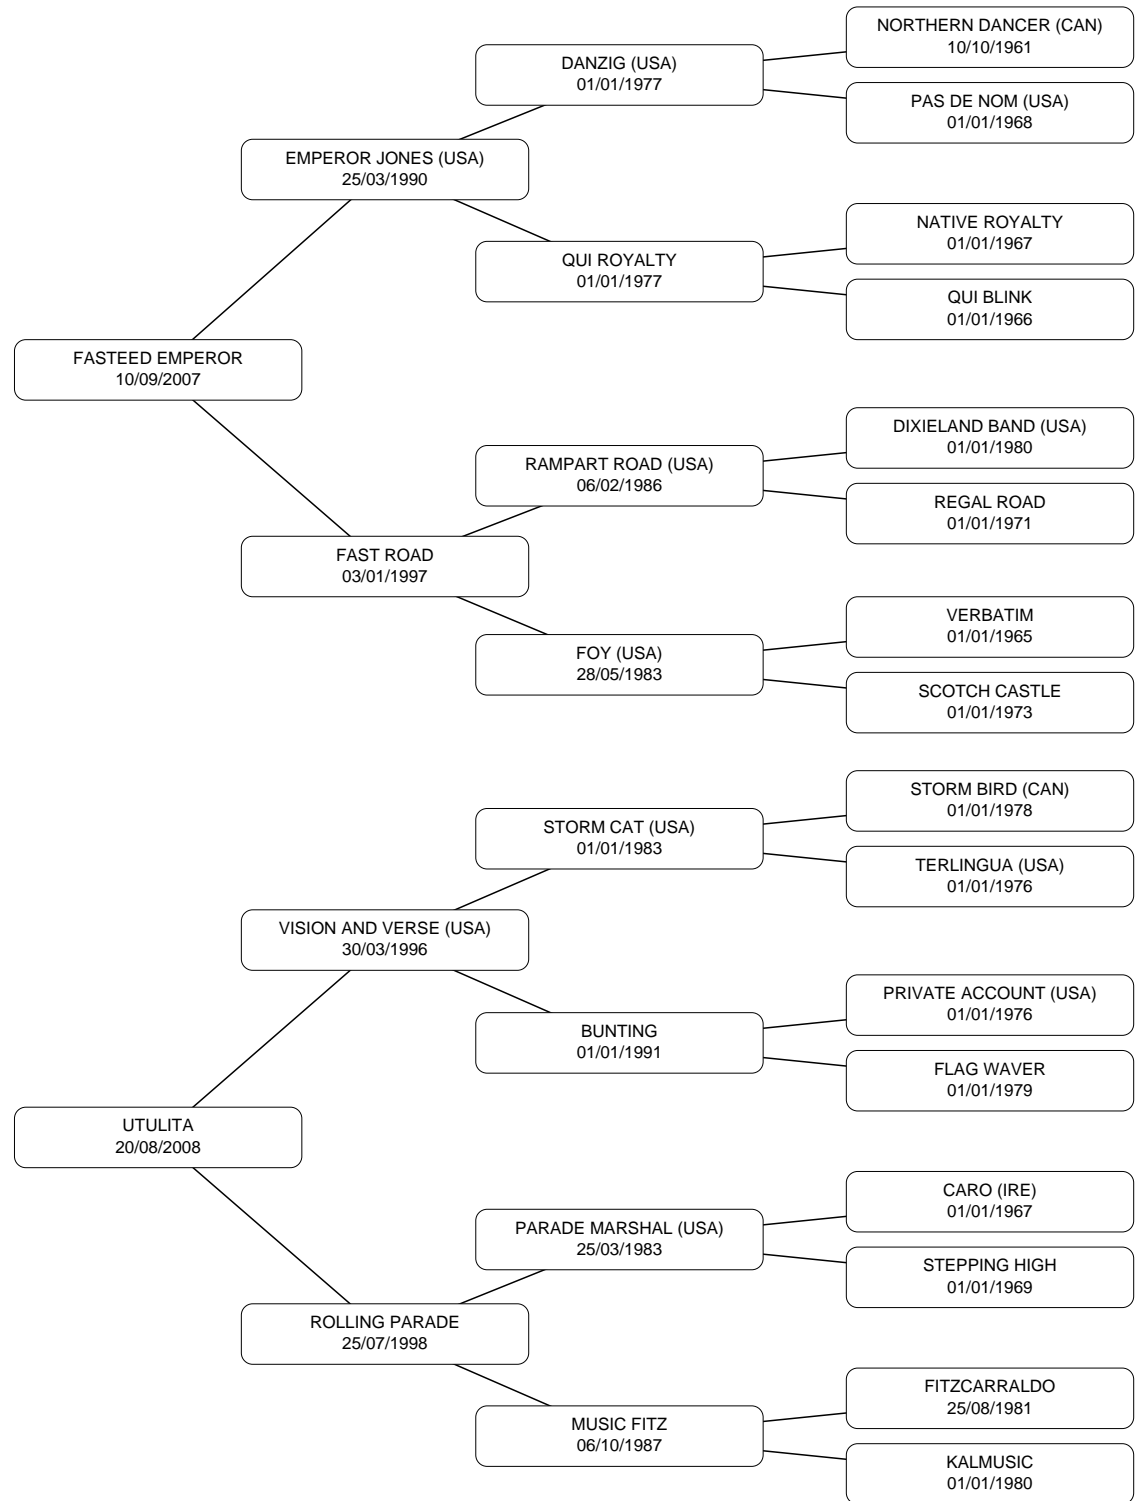 NORTHERN DANCER (CAN)
10/10/1961
DANZIG (USA)
01/01/1977
PAS DE NOM (USA)
01/01/1968
EMPEROR JONES (USA)
25/03/1990
NATIVE ROYALTY
01/01/1967
QUI ROYALTY
01/01/1977
QUI BLINK
01/01/1966
FASTEED EMPEROR
10/09/2007
DIXIELAND BAND (USA)
01/01/1980
RAMPART ROAD (USA)
06/02/1986
REGAL ROAD
01/01/1971
FAST ROAD
03/01/1997
VERBATIM
01/01/1965
FOY (USA)
28/05/1983
SCOTCH CASTLE
01/01/1973
STORM BIRD (CAN)
01/01/1978
STORM CAT (USA)
01/01/1983
TERLINGUA (USA)
01/01/1976
VISION AND VERSE (USA)
30/03/1996
PRIVATE ACCOUNT (USA)
01/01/1976
BUNTING
01/01/1991
FLAG WAVER
01/01/1979
UTULITA
20/08/2008
CARO (IRE)
01/01/1967
PARADE MARSHAL (USA)
25/03/1983
STEPPING HIGH
01/01/1969
ROLLING PARADE
25/07/1998
FITZCARRALDO
25/08/1981
MUSIC FITZ
06/10/1987
KALMUSIC
01/01/1980